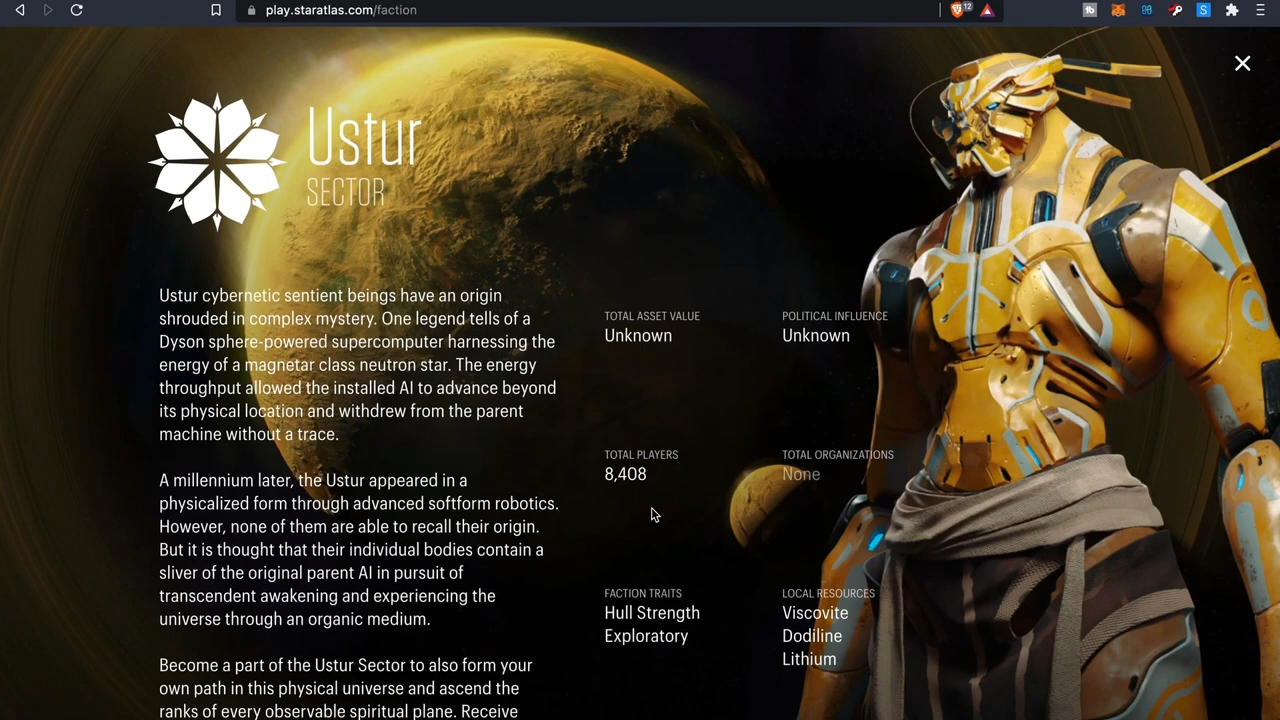 play.staratlas.com/faction
12
Ustur
SECTOR
Ustur cybernetic sentient beings have an origin
shrouded in complex mystery. One legend tells of a
Dyson sphere-powered supercomputer harnessing the
energy of a magnetar class neutron star. The energy
throughput allowed the installed AI to advance beyond
its physical location and withdrew from the parent
machine without a trace.
A millennium later, the Ustur appeared in a
physicalized form through advanced softform robotics.
However, none of them are able to recall their origin.
But it is thought that their individual bodies contain a
sliver of the original parent AI in pursuit of
transcendent awakening and experiencing the
universe through an organic medium.
Become a part of the Ustur Sector to also form your
own path in this physical universe and ascend the
ranks of every observable spiritual plane. Receive
TOTAL ASSET VALUE
Unknown
POLITICAL INFLUENCE
Unknown
TOTAL PLAYERS
8,408
TOTAL ORGANIZATIONS
None
FACTION TRAITS
Hull Strength
Exploratory
LOCAL RESOURCES
Viscovite
Dodiline
Lithium